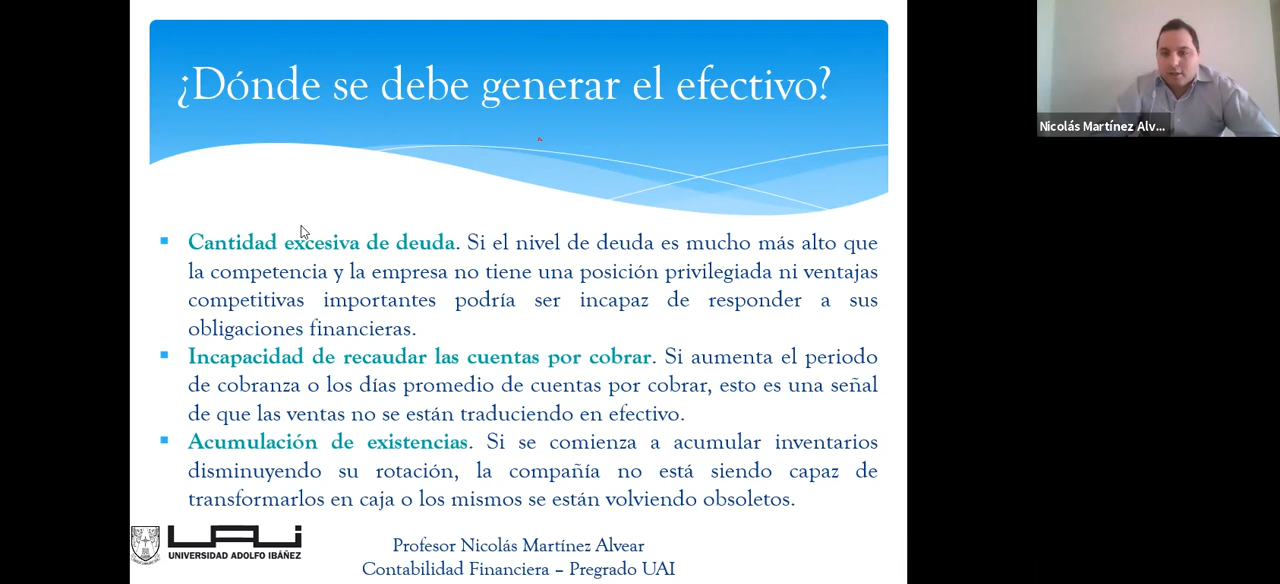 ¿Dónde se debe generar el efectivo?
Nicolás Martínez Alv...
Cantidad excesiva de deuda. Si el nivel de deuda es mucho más alto que
la competencia y la empresa no tiene una posición privilegiada ni ventajas
competitivas importantes podría ser incapaz de responder a sus
obligaciones financieras.
Incapacidad de recaudar las cuentas por cobrar. Si aumenta el periodo
de cobranza o los días promedio de cuentas por cobrar, esto es una señal
de que las ventas no se están traduciendo en efectivo.
Acumulación de existencias. Si se comienza a acumular inventarios
disminuyendo su rotación, la compañía no está siendo capaz de
transformarlos en caja o los mismos se están volviendo obsoletos.
UAI
UNIVERSIDAD ADOLFO IBÁÑEZ
Profesor Nicolás Martínez Alvear
Contabilidad Financiera – Pregrado UAI